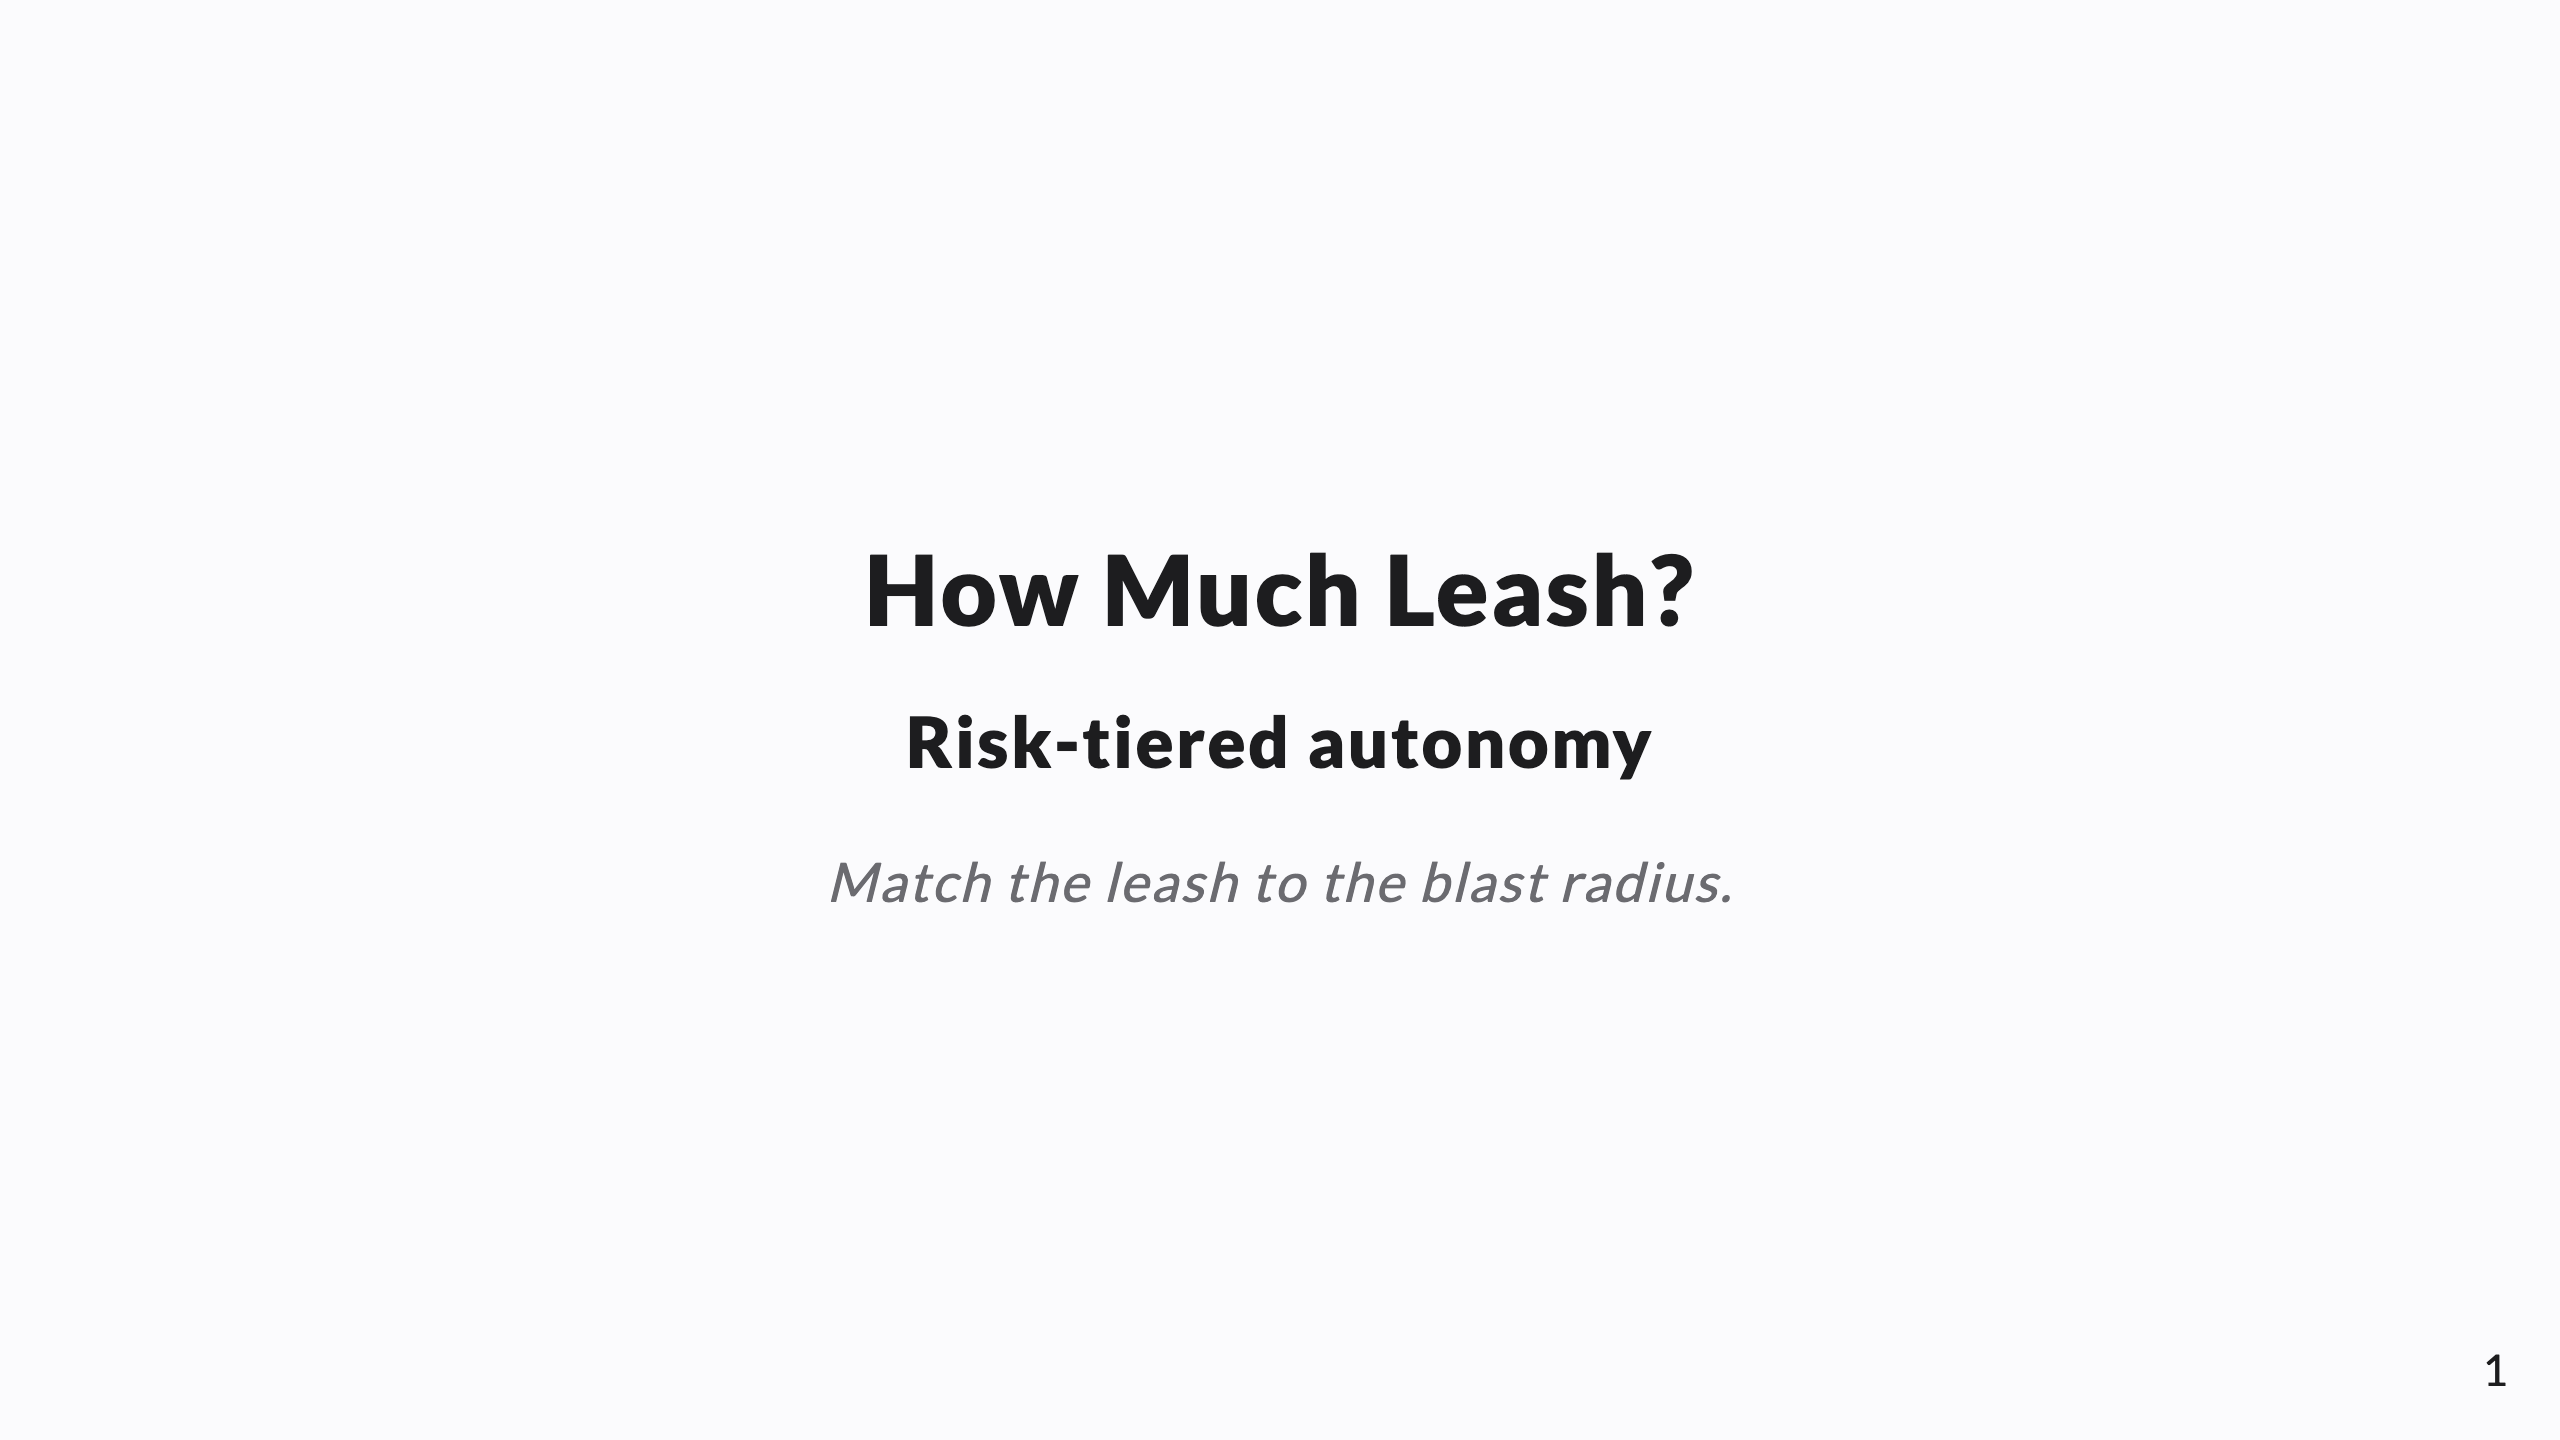 How Much Leash?
Risk-tiered autonomy
Match the leash to the blast radius.
1